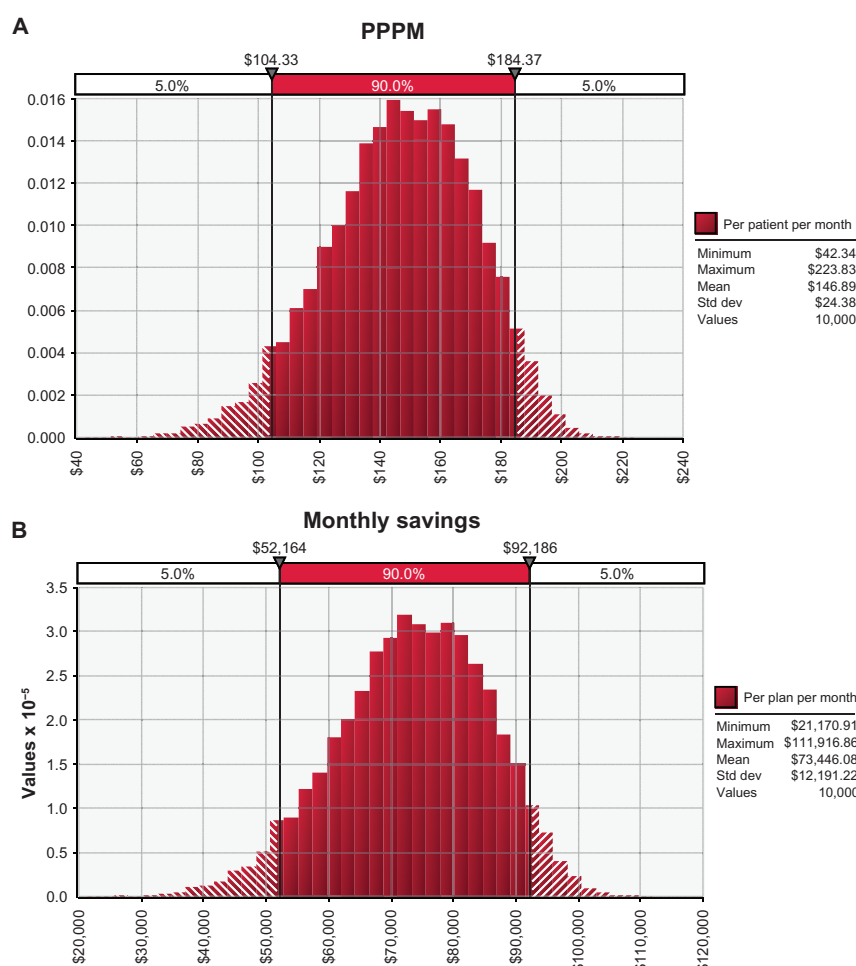 A
PPPM
$104.33 $184.37
5.0% 90.0% 5.0%
0.016
0.014
0.012
0.010
0.008
0.006
0.004
0.002
0.000
$40 $60 $80 $100 $120 $140 $160 $180 $200 $220 $240
Per patient per month
Minimum $42.34
Maximum $223.83
Mean $146.89
Std dev $24.38
Values 10,000
B
Monthly savings
$52,164 $92,186
5.0% 90.0% 5.0%
Values x 10⁻⁵
3.5
3.0
2.5
2.0
1.5
1.0
0.5
0.0
$20,000 $30,000 $40,000 $50,000 $60,000 $70,000 $80,000 $90,000 $100,000 $110,000 $120,000
Per plan per month
Minimum $21,170.91
Maximum $111,916.86
Mean $73,446.08
Std dev $12,191.22
Values 10,000